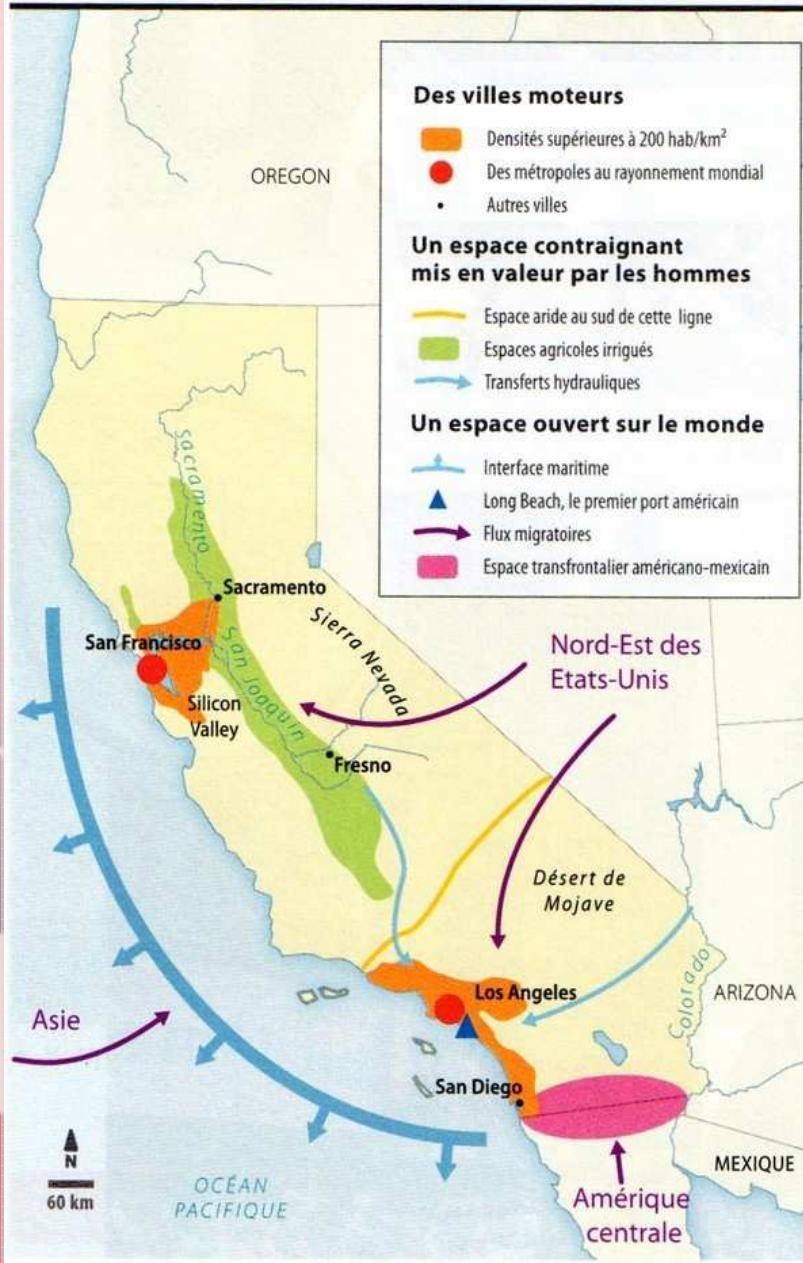 Des villes moteurs
Densités supérieures à 200 hab/km²
Des métropoles au rayonnement mondial
Autres villes
Un espace contraignant
mis en valeur par les hommes
Espace aride au sud de cette ligne
Espaces agricoles irrigués
Transferts hydrauliques
Un espace ouvert sur le monde
Interface maritime
Long Beach, le premier port américain
Flux migratoires
Espace transfrontalier américano-mexicain
OREGON
Sacramento
Sacramento
San Francisco
Silicon
Valley
San Joaquin
Sierra Nevada
Fresno
Nord-Est des
Etats-Unis
Désert de
Mojave
Los Angeles
Colorado
ARIZONA
Asie
San Diego
N
60 km
OCÉAN
PACIFIQUE
MEXIQUE
Amérique
centrale